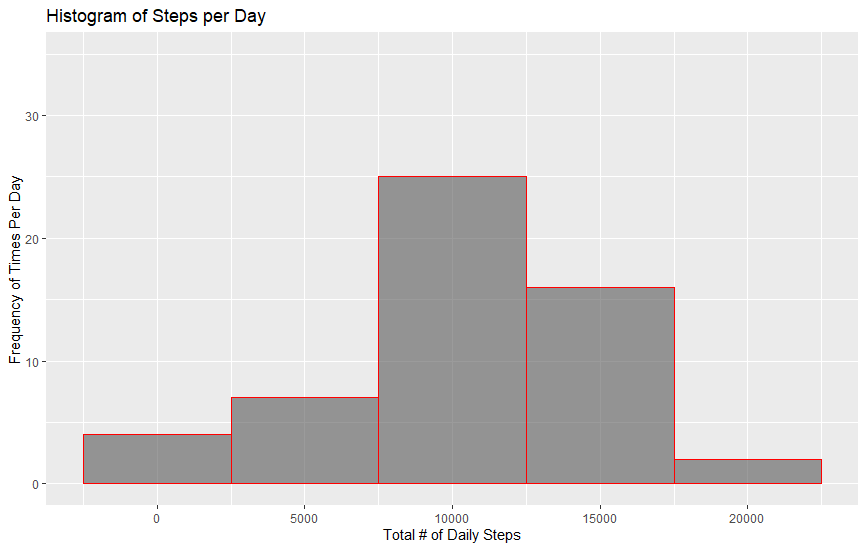 Histogram of Steps per Day
30
20
10
0
Frequency of Times Per Day
0 5000 10000 15000 20000
Total # of Daily Steps